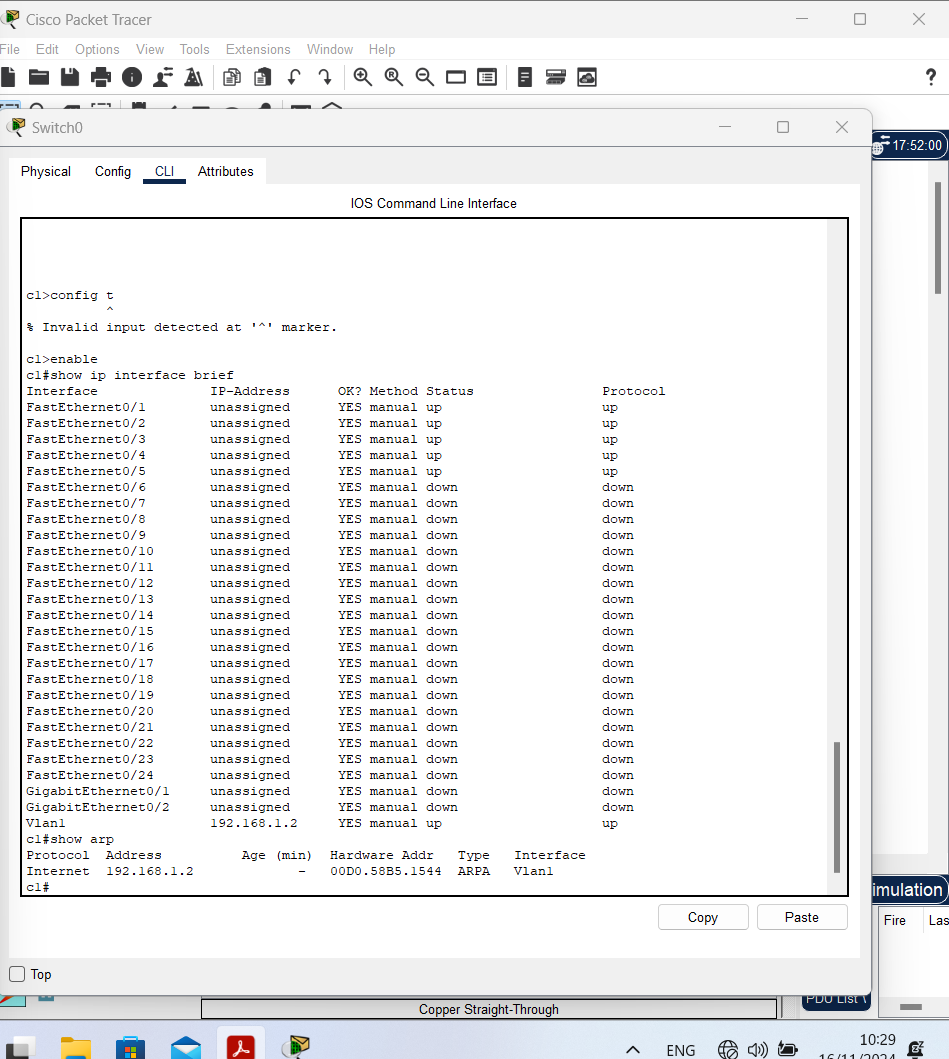 Cisco Packet Tracer
File Edit Options View Tools Extensions Window Help
?
Switch0
17:52:00
Physical Config CLI Attributes
IOS Command Line Interface
c1>config t
^
% Invalid input detected at '^' marker.
c1>enable
c1#show ip interface brief
Interface IP-Address OK? Method Status Protocol
FastEthernet0/1 unassigned YES manual up up
FastEthernet0/2 unassigned YES manual up up
FastEthernet0/3 unassigned YES manual up up
FastEthernet0/4 unassigned YES manual up up
FastEthernet0/5 unassigned YES manual up up
FastEthernet0/6 unassigned YES manual down down
FastEthernet0/7 unassigned YES manual down down
FastEthernet0/8 unassigned YES manual down down
FastEthernet0/9 unassigned YES manual down down
FastEthernet0/10 unassigned YES manual down down
FastEthernet0/11 unassigned YES manual down down
FastEthernet0/12 unassigned YES manual down down
FastEthernet0/13 unassigned YES manual down down
FastEthernet0/14 unassigned YES manual down down
FastEthernet0/15 unassigned YES manual down down
FastEthernet0/16 unassigned YES manual down down
FastEthernet0/17 unassigned YES manual down down
FastEthernet0/18 unassigned YES manual down down
FastEthernet0/19 unassigned YES manual down down
FastEthernet0/20 unassigned YES manual down down
FastEthernet0/21 unassigned YES manual down down
FastEthernet0/22 unassigned YES manual down down
FastEthernet0/23 unassigned YES manual down down
FastEthernet0/24 unassigned YES manual down down
GigabitEthernet0/1 unassigned YES manual down down
GigabitEthernet0/2 unassigned YES manual down down
Vlan1 192.168.1.2 YES manual up up
c1#show arp
Protocol Address Age (min) Hardware Addr Type Interface
Internet 192.168.1.2 - 00D0.58B5.1544 ARPA Vlan1
c1#
imulation
Copy Paste
Fire Las
Top
PDU List
Copper Straight-Through
ENG
10:29
16/11/2024